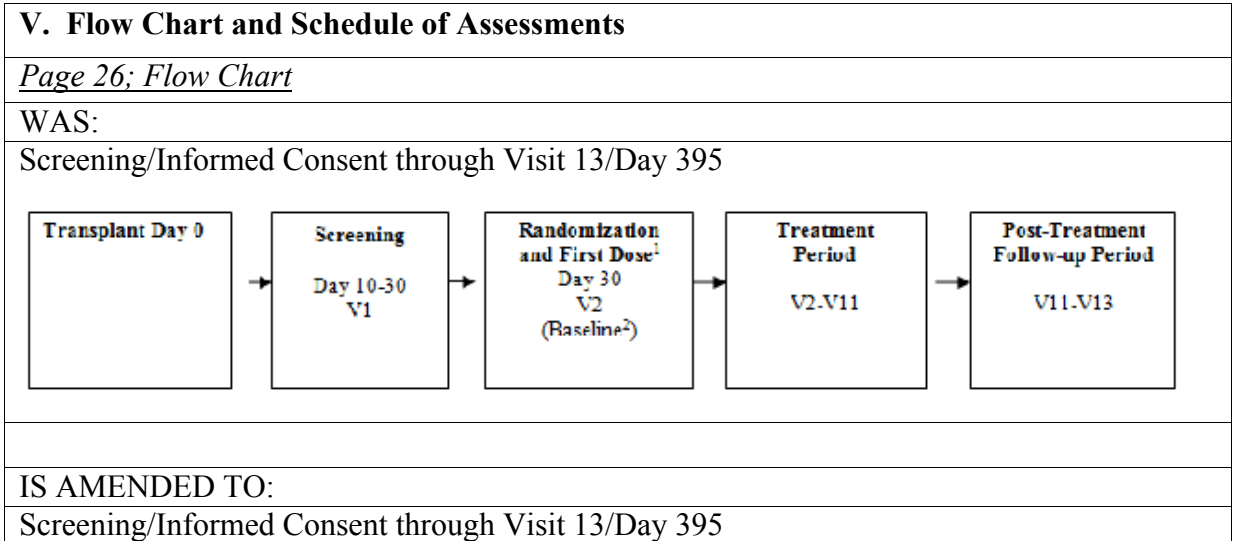 V. Flow Chart and Schedule of Assessments
Page 26; Flow Chart
WAS:
Screening/Informed Consent through Visit 13/Day 395
Transplant Day 0
Screening
Day 10-30
V1
Randomization
and First Dose¹
Day 30
V2
(Baseline²)
Treatment
Period
V2-V11
Post-Treatment
Follow-up Period
V11-V13
IS AMENDED TO:
Screening/Informed Consent through Visit 13/Day 395